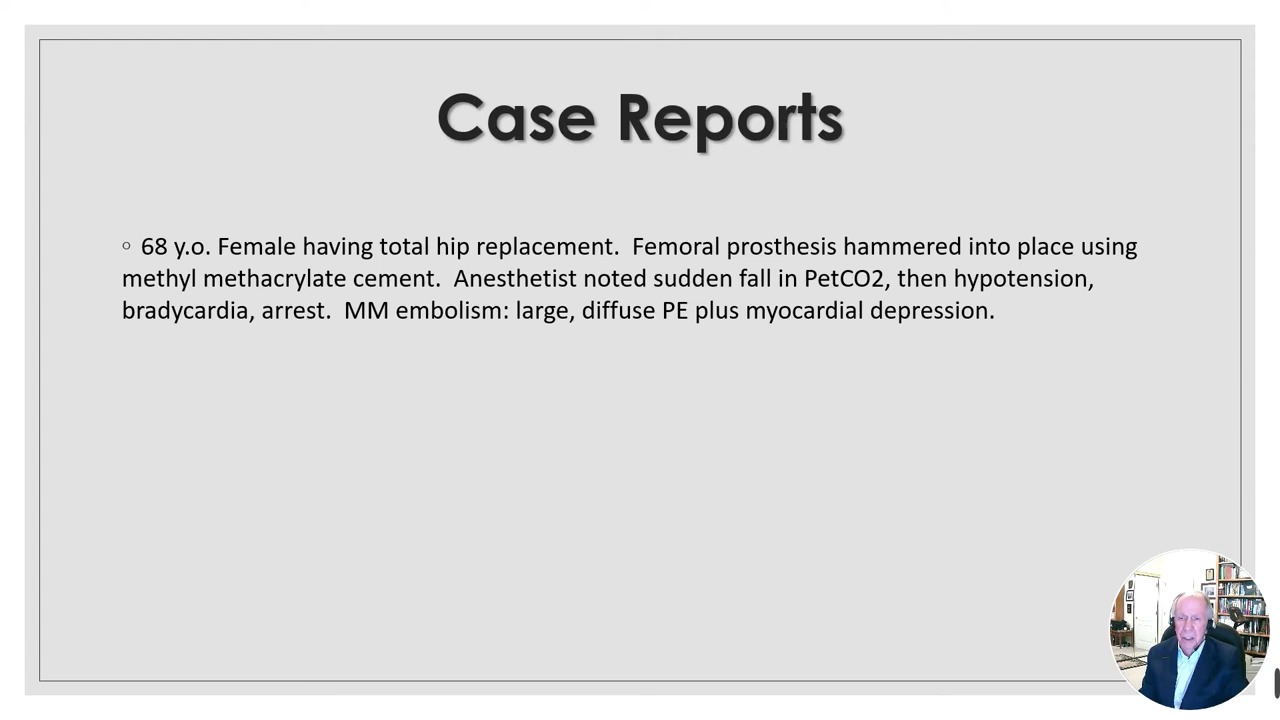 Case Reports
◦ 68 y.o. Female having total hip replacement.  Femoral prosthesis hammered into place using
methyl methacrylate cement.  Anesthetist noted sudden fall in PetCO2, then hypotension,
bradycardia, arrest.  MM embolism: large, diffuse PE plus myocardial depression.